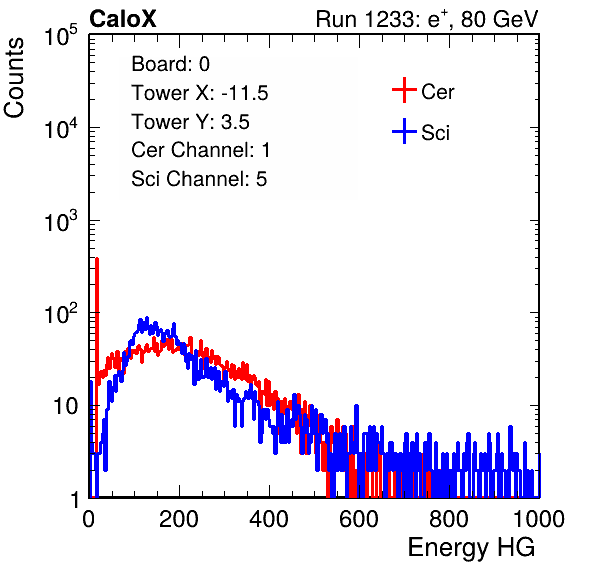 CaloX Run 1233: e+, 80 GeV
Board: 0
Tower X: -11.5
Tower Y: 3.5
Cer Channel: 1
Sci Channel: 5
Cer
Sci
Counts
10^5
10^4
10^3
10^2
10
1
0 200 400 600 800 1000
Energy HG